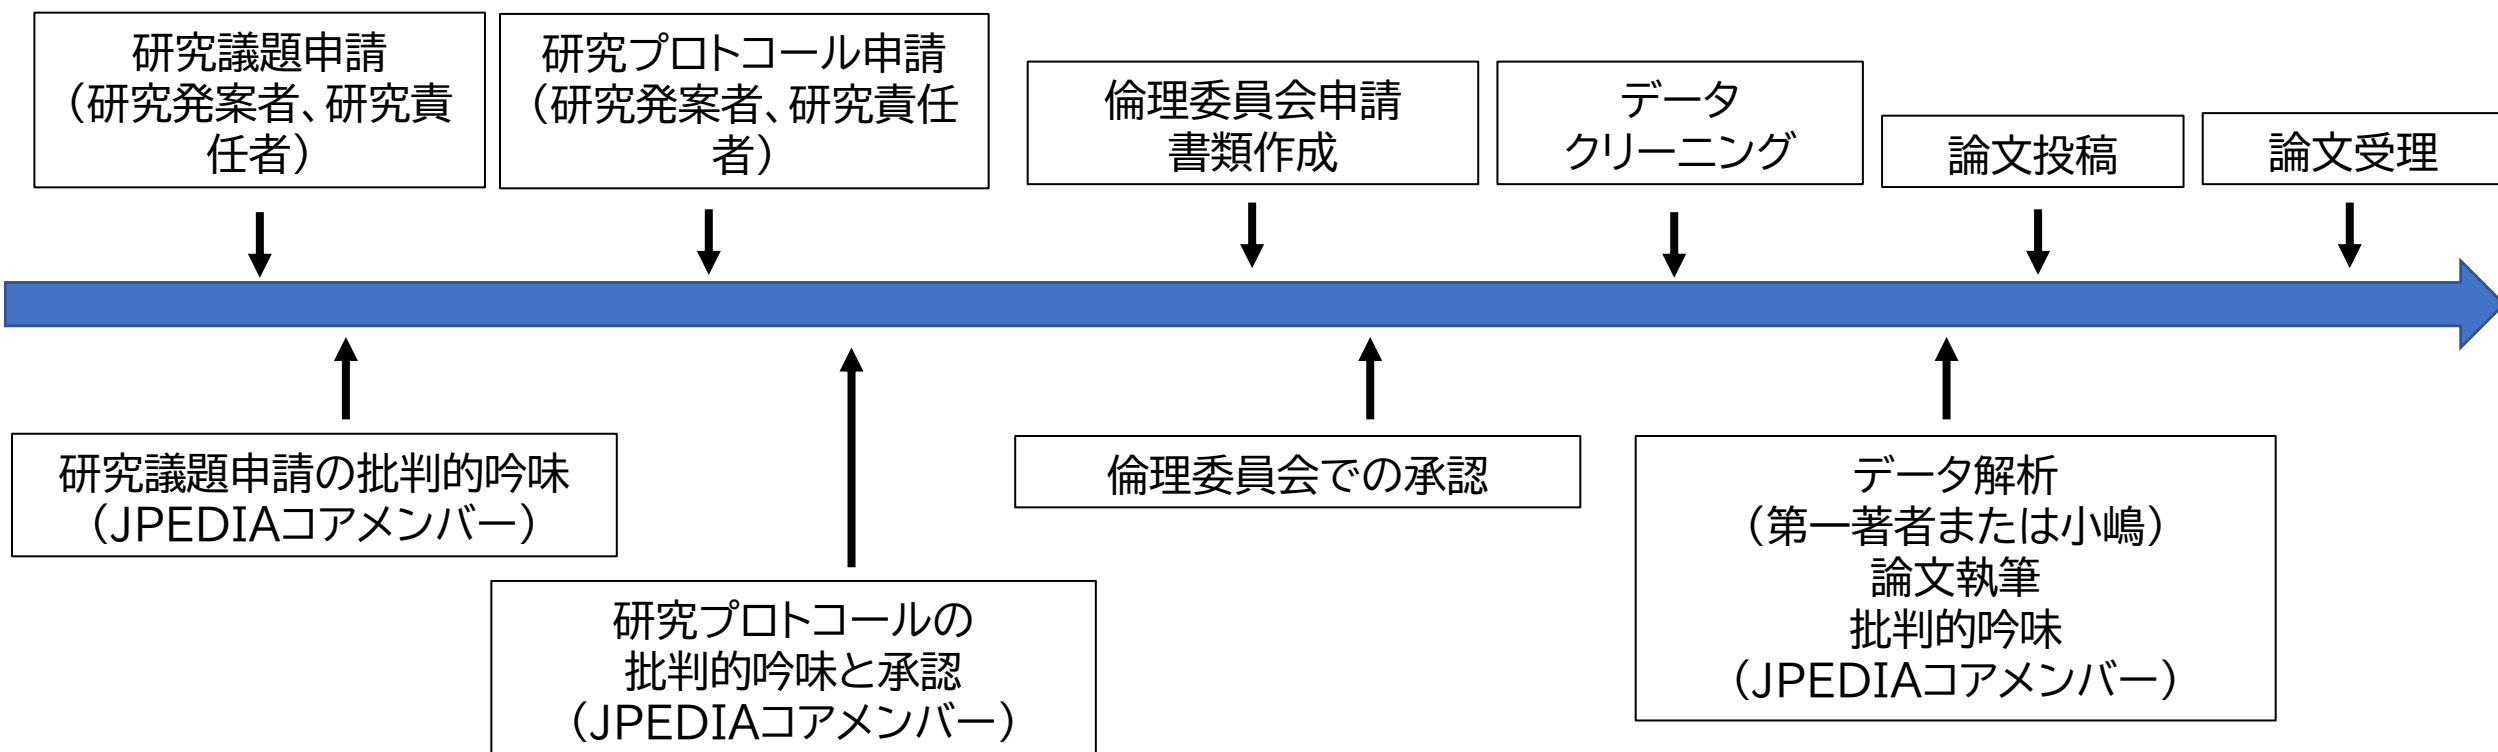 研究議題申請
（研究発案者、研究責
任者）
研究プロトコール申請
（研究発案者、研究責任
者）
倫理委員会申請
書類作成
データ
クリーニング
論文投稿
論文受理
研究議題申請の批判的吟味
（JPEDIAコアメンバー）
研究プロトコールの
批判的吟味と承認
（JPEDIAコアメンバー）
倫理委員会での承認
データ解析
（第一著者または小嶋）
論文執筆
批判的吟味
（JPEDIAコアメンバー）